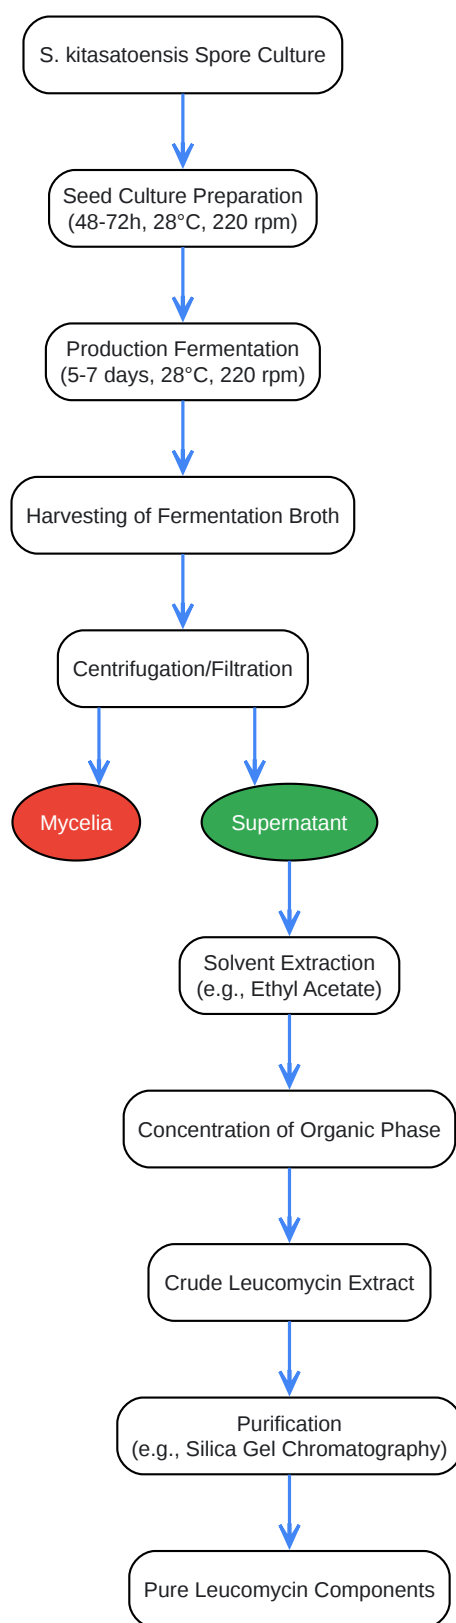 S. kitasatoensis Spore Culture
Seed Culture Preparation
(48-72h, 28°C, 220 rpm)
Production Fermentation
(5-7 days, 28°C, 220 rpm)
Harvesting of Fermentation Broth
Centrifugation/Filtration
Mycelia
Supernatant
Solvent Extraction
(e.g., Ethyl Acetate)
Concentration of Organic Phase
Crude Leucomycin Extract
Purification
(e.g., Silica Gel Chromatography)
Pure Leucomycin Components